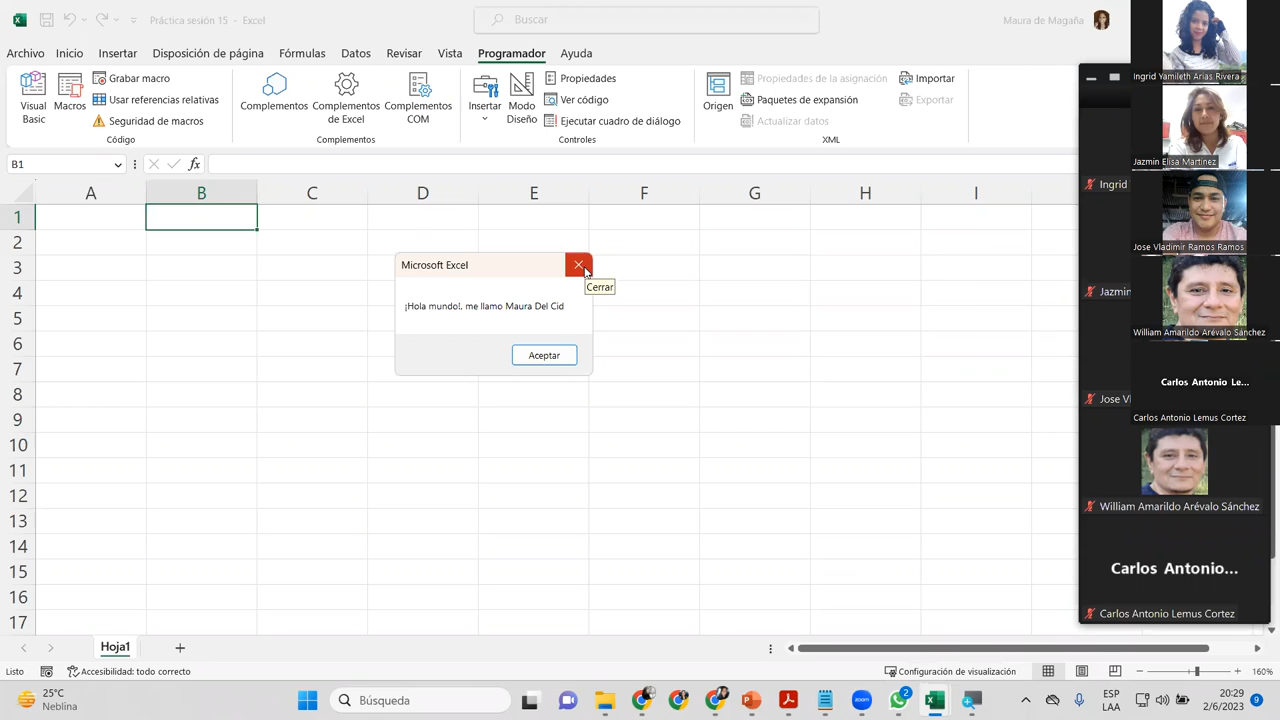 Práctica sesión 15 - Excel
Buscar
Maura de Magaña
Archivo Inicio Insertar Disposición de página Fórmulas Datos Revisar Vista Programador Ayuda
Visual Basic
Macros
Grabar macro
Usar referencias relativas
Seguridad de macros
Código
Complementos
Complementos de Excel
Complementos COM
Complementos
Insertar
Modo Diseño
Propiedades
Ver código
Ejecutar cuadro de diálogo
Controles
Origen
Propiedades de la asignación
Paquetes de expansión
Actualizar datos
Importar
Exportar
XML
B1
fx
A B C D E F G H I
1
2
3
4
5
6
7
8
9
10
11
12
13
14
15
16
17
Microsoft Excel
Cerrar
¡Hola mundo!, me llamo Maura Del Cid
Aceptar
Ingrid Yamileth Arias Rivera
Jazmin Elisa Martinez
Ingrid
Jose Vladimir Ramos Ramos
Jazmin
William Amarildo Arévalo Sánchez
Carlos Antonio Le...
Jose Vl
Carlos Antonio Lemus Cortez
William Amarildo Arévalo Sánchez
Carlos Antonio...
Carlos Antonio Lemus Cortez
Hoja1
Listo
Accesibilidad: todo correcto
Configuración de visualización
160%
25°C
Neblina
Búsqueda
zoom
2
ESP
LAA
20:29
2/6/2023
9